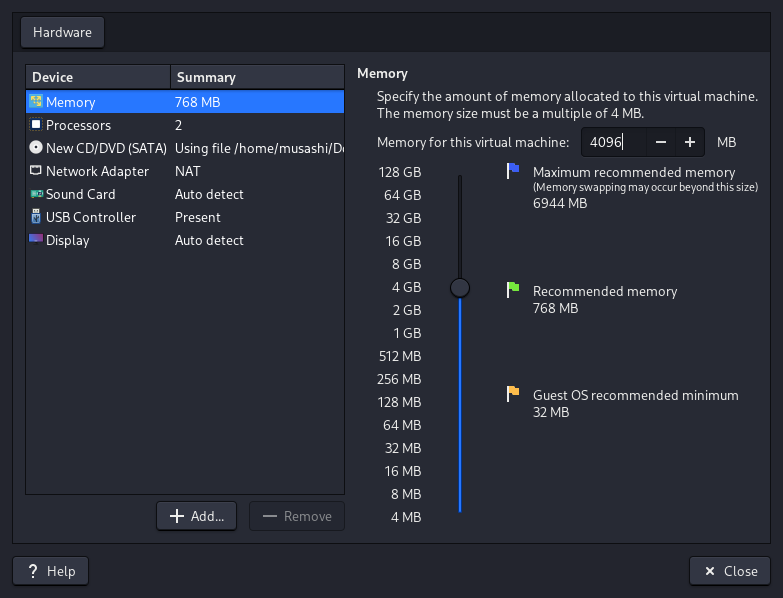 Hardware
Device Summary
Memory 768 MB
Processors 2
New CD/DVD (SATA) Using file /home/musashi/Do
Network Adapter NAT
Sound Card Auto detect
USB Controller Present
Display Auto detect
Add...
Remove
Memory
Specify the amount of memory allocated to this virtual machine.
The memory size must be a multiple of 4 MB.
Memory for this virtual machine: 4096 MB
128 GB
64 GB
32 GB
16 GB
8 GB
4 GB
2 GB
1 GB
512 MB
256 MB
128 MB
64 MB
32 MB
16 MB
8 MB
4 MB
Maximum recommended memory
(Memory swapping may occur beyond this size)
6944 MB
Recommended memory
768 MB
Guest OS recommended minimum
32 MB
? Help
Close